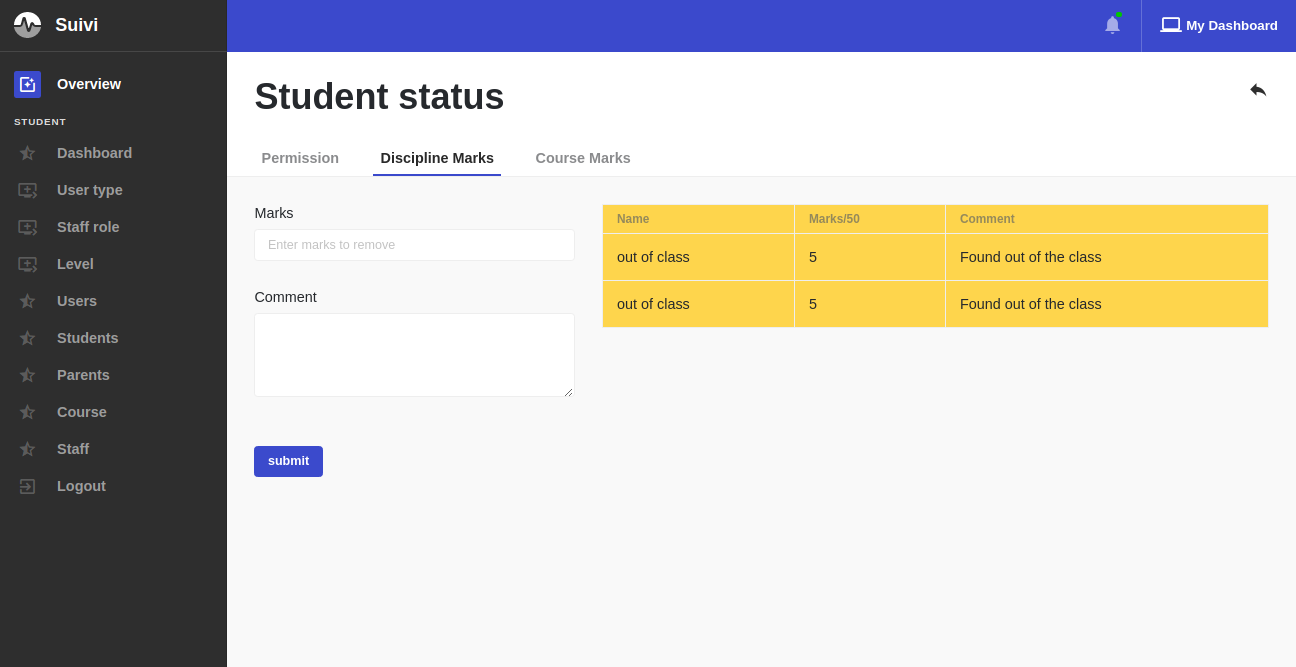 Suivi
My Dashboard
Overview
STUDENT
Dashboard
User type
Staff role
Level
Users
Students
Parents
Course
Staff
Logout
Student status
Permission Discipline Marks Course Marks
Marks
Enter marks to remove
Comment
submit
Name Marks/50 Comment
out of class 5 Found out of the class
out of class 5 Found out of the class